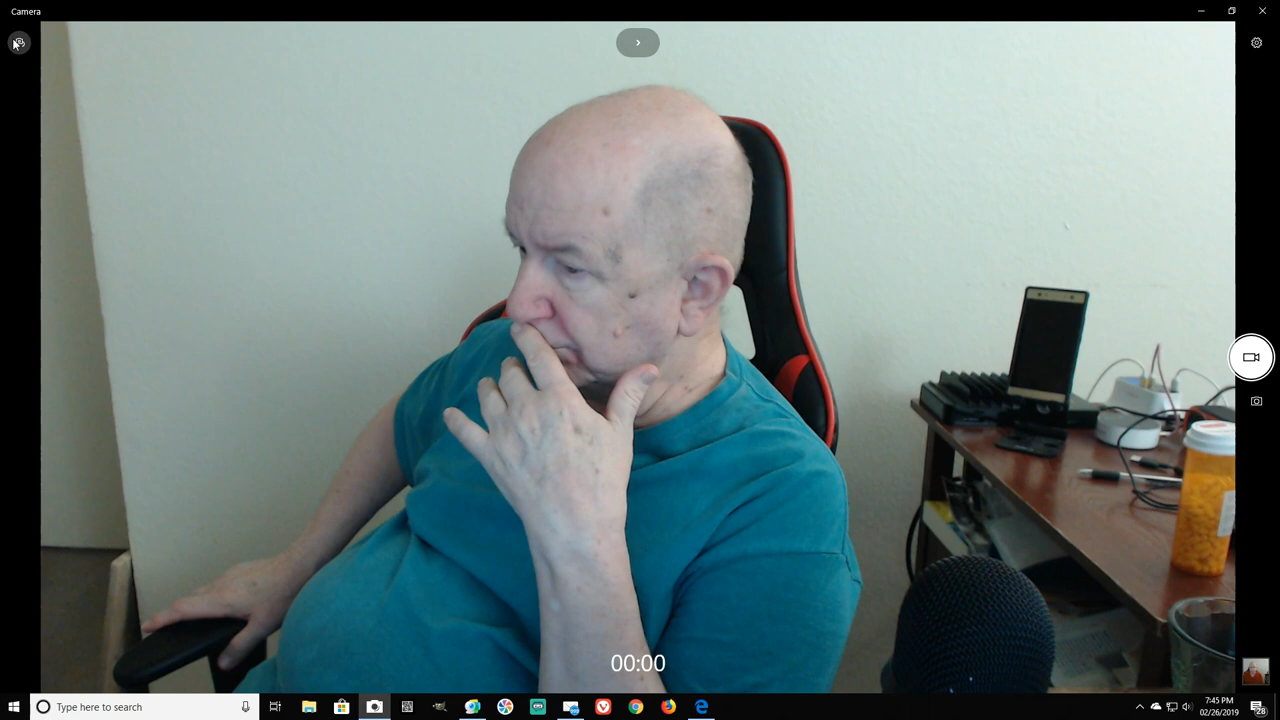 Camera
00:00
Type here to search
7:45 PM
02/26/2019
28